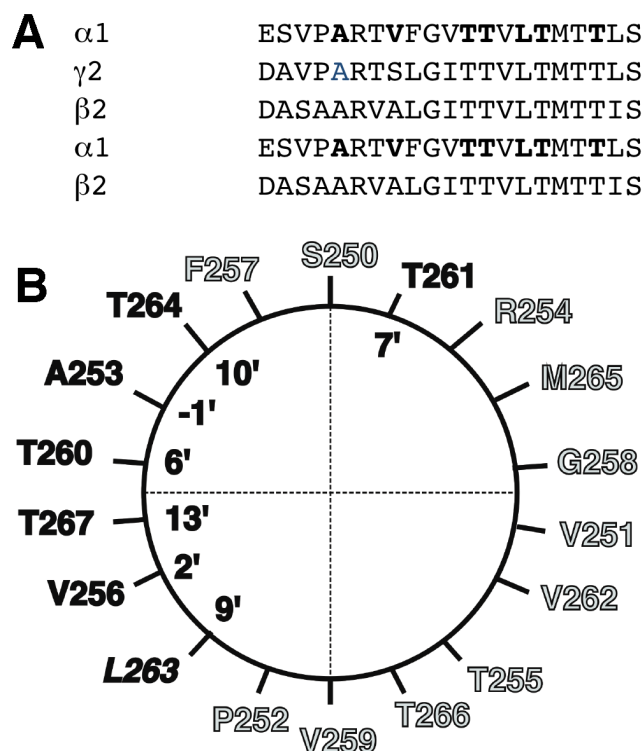 A
α1 ESVPARTVFGVTTVLTMTTLS
γ2 DAVPARTSLGITTVLTMTTLS
β2 DASAARVALGITTVLTMTTIS
α1 ESVPARTVFGVTTVLTMTTLS
β2 DASAARVALGITTVLTMTTIS
B
S250
F257
T261
T264
R254
7'
10'
A253
M265
-1'
T260
6'
G258
T267
13'
V251
2'
V256
V262
9'
L263
T255
P252
T266
V259